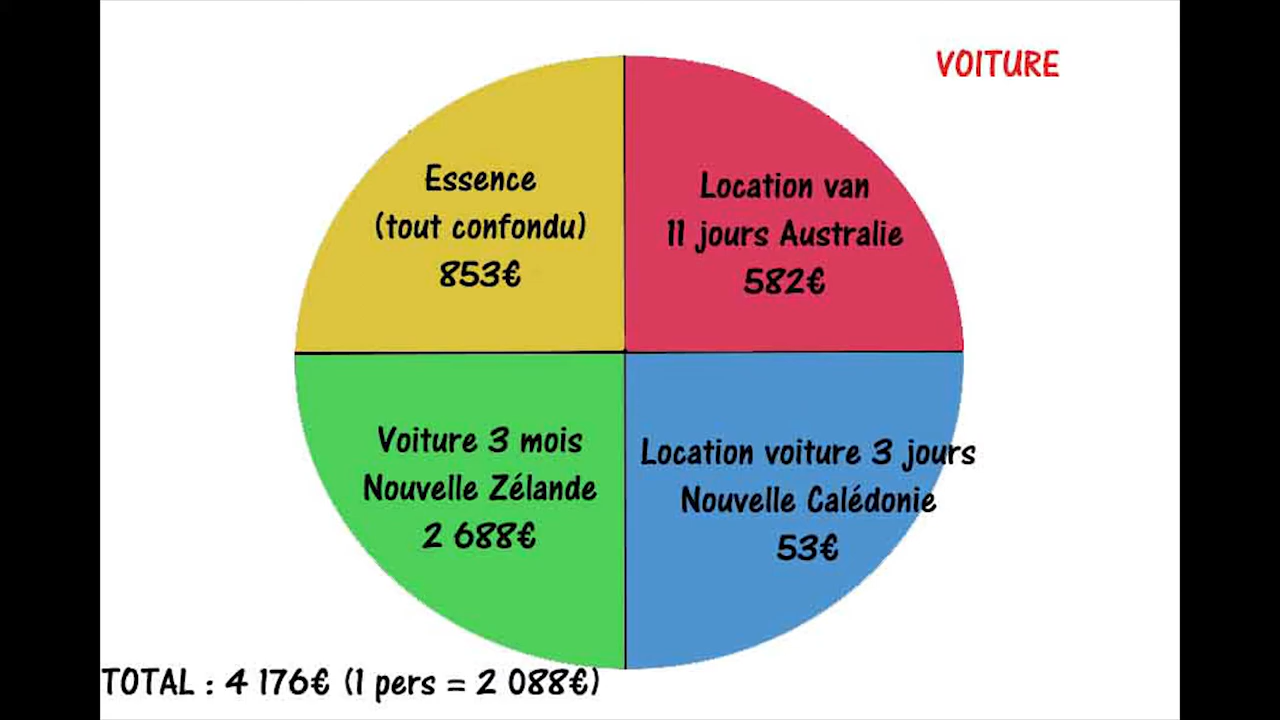 VOITURE
Essence
(tout confondu)
853€
Location van
11 jours Australie
582€
Voiture 3 mois
Nouvelle Zélande
2 688€
Location voiture 3 jours
Nouvelle Calédonie
53€
TOTAL : 4 176€ (1 pers = 2 088€)